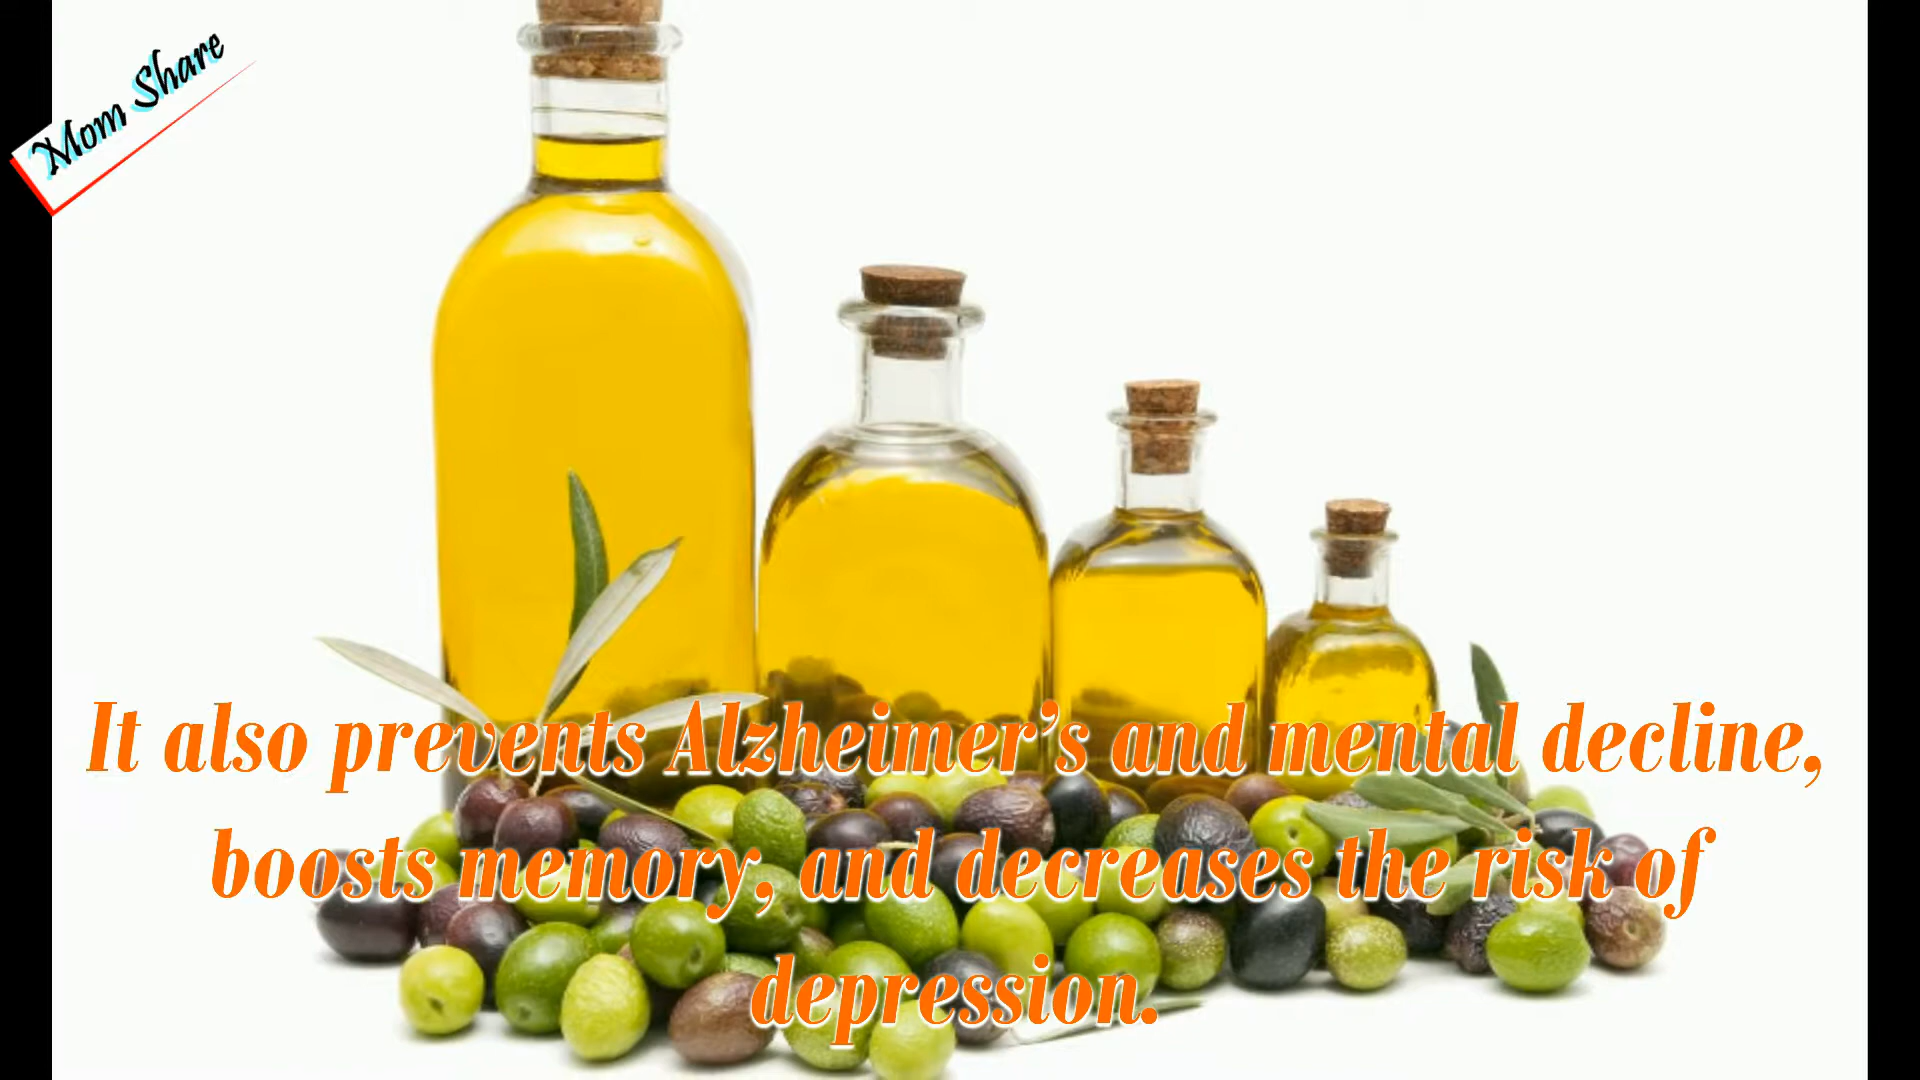 Mom Share
It also prevents Alzheimer’s and mental decline,
boosts memory, and decreases the risk of
depression.